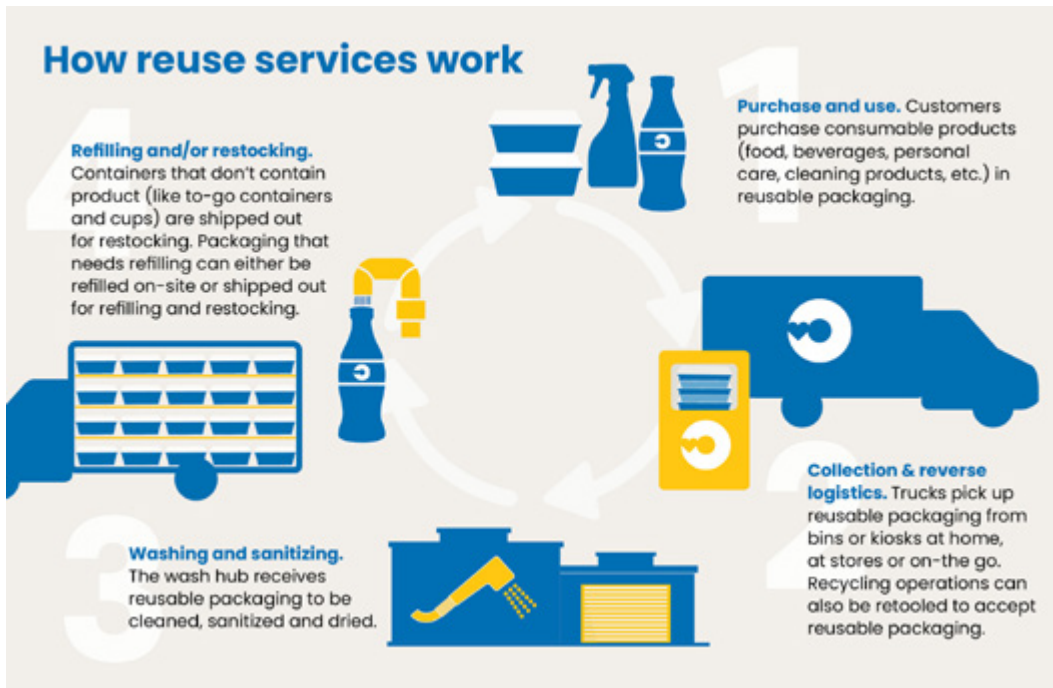 How reuse services work
1
Purchase and use. Customers
purchase consumable products
(food, beverages, personal
care, cleaning products, etc.) in
reusable packaging.
2
Collection & reverse
logistics. Trucks pick up
reusable packaging from
bins or kiosks at home,
at stores or on-the go.
Recycling operations can
also be retooled to accept
reusable packaging.
3
Washing and sanitizing.
The wash hub receives
reusable packaging to be
cleaned, sanitized and dried.
4
Refilling and/or restocking.
Containers that don't contain
product (like to-go containers
and cups) are shipped out
for restocking. Packaging that
needs refilling can either be
refilled on-site or shipped out
for refilling and restocking.